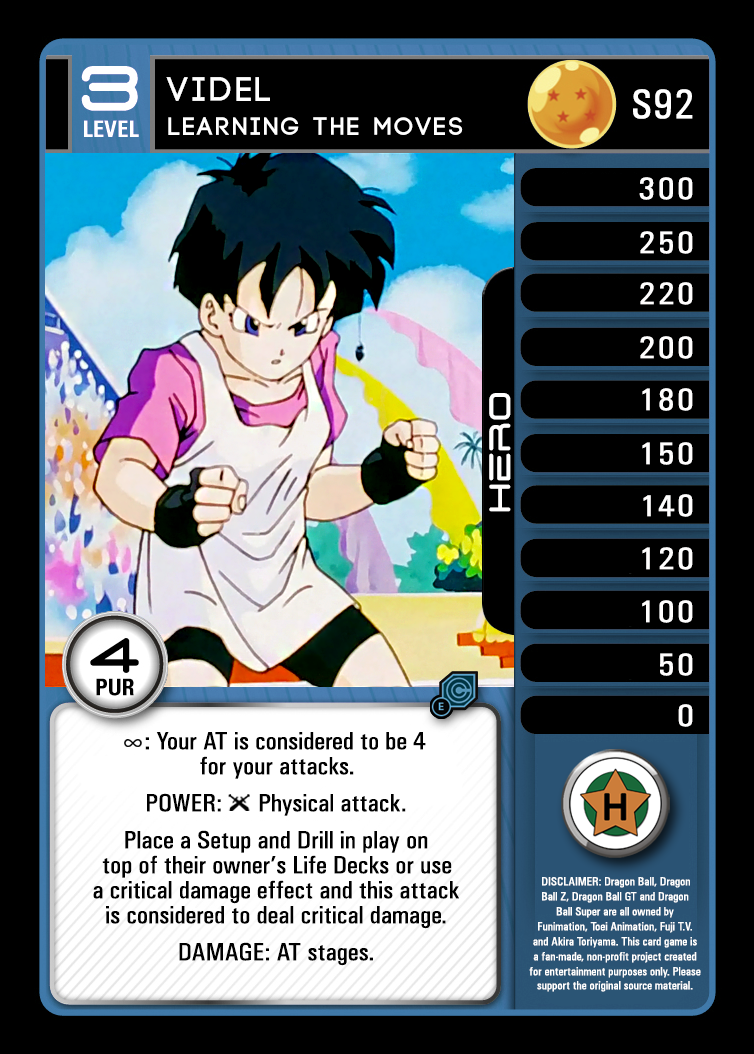 3
LEVEL
VIDEL
LEARNING THE MOVES
S92
300
250
220
200
180
150
140
120
100
50
0
HERO
4
PUR
E
∞: Your AT is considered to be 4
for your attacks.
POWER: Physical attack.
Place a Setup and Drill in play on
top of their owner's Life Decks or use
a critical damage effect and this attack
is considered to deal critical damage.
DAMAGE: AT stages.
H
DISCLAIMER: Dragon Ball, Dragon
Ball Z, Dragon Ball GT and Dragon
Ball Super are all owned by
Funimation, Toei Animation, Fuji T.V.
and Akira Toriyama. This card game is
a fan-made, non-profit project created
for entertainment purposes only. Please
support the original source material.